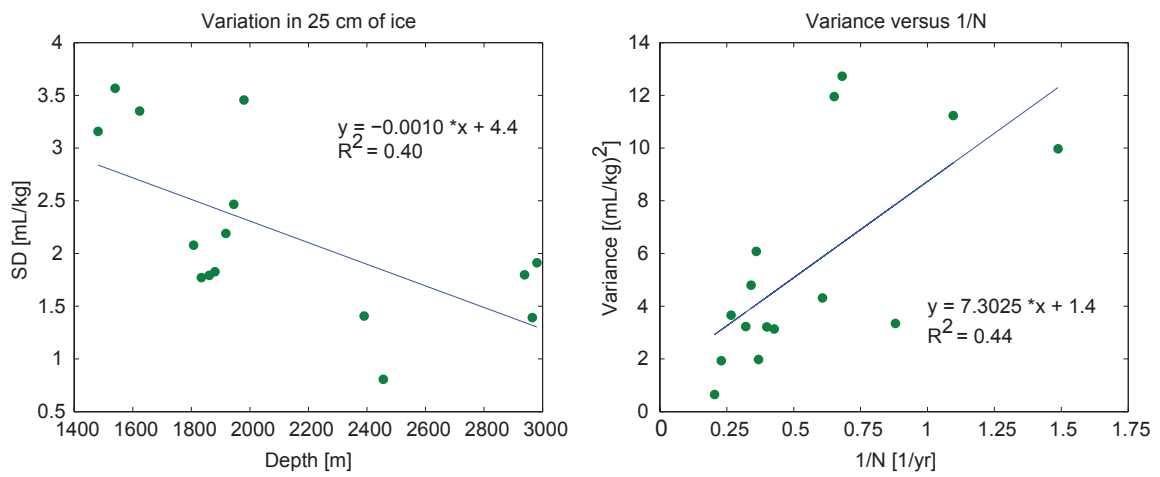 Variation in 25 cm of ice
4
3.5
3
2.5
2
1.5
1
0.5
SD [mL/kg]
y = −0.0010 *x + 4.4
R2 = 0.40
1400 1600 1800 2000 2200 2400 2600 2800 3000
Depth [m]
Variance versus 1/N
14
12
10
8
6
4
2
0
Variance [(mL/kg)2]
y = 7.3025 *x + 1.4
R2 = 0.44
0 0.25 0.5 0.75 1 1.25 1.5 1.75
1/N [1/yr]